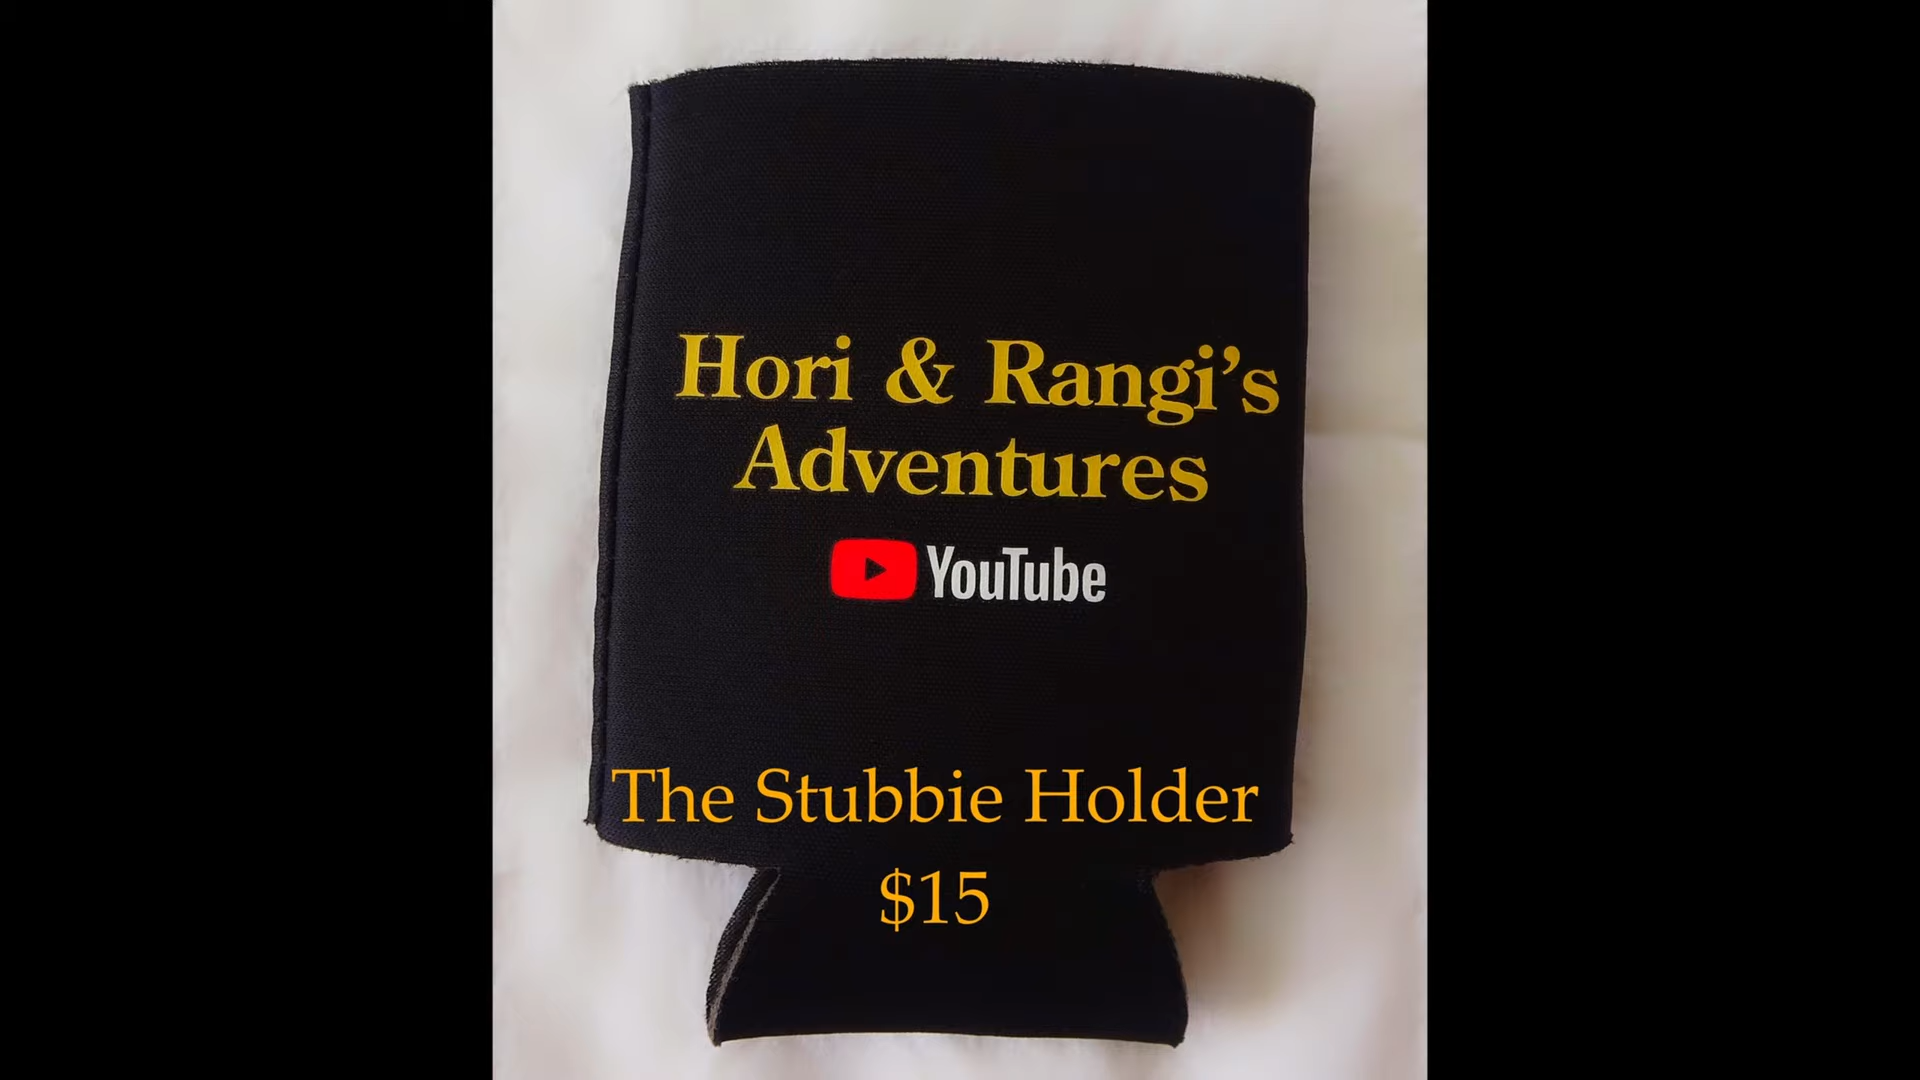 Hori & Rangi's
Adventures
YouTube
The Stubbie Holder
$15